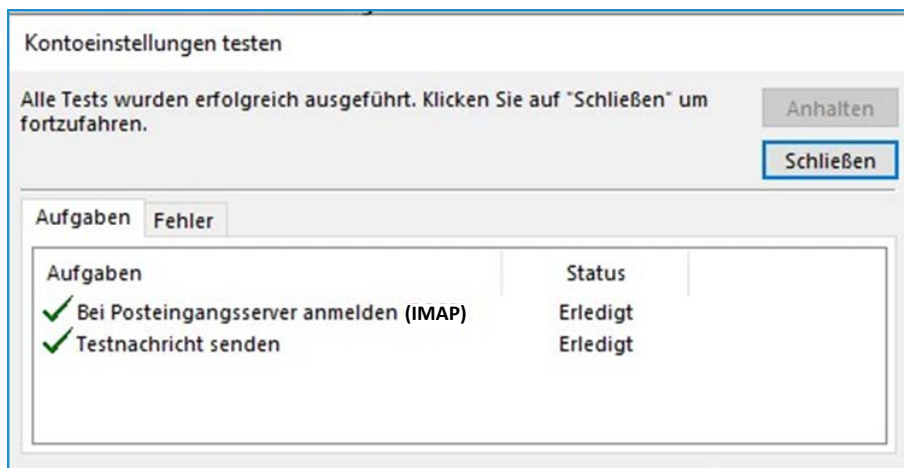 Kontoeinstellungen testen
Alle Tests wurden erfolgreich ausgeführt. Klicken Sie auf "Schließen" um
fortzufahren.
Anhalten
Schließen
Aufgaben Fehler
Aufgaben Status
Bei Posteingangsserver anmelden (IMAP) Erledigt
Testnachricht senden Erledigt